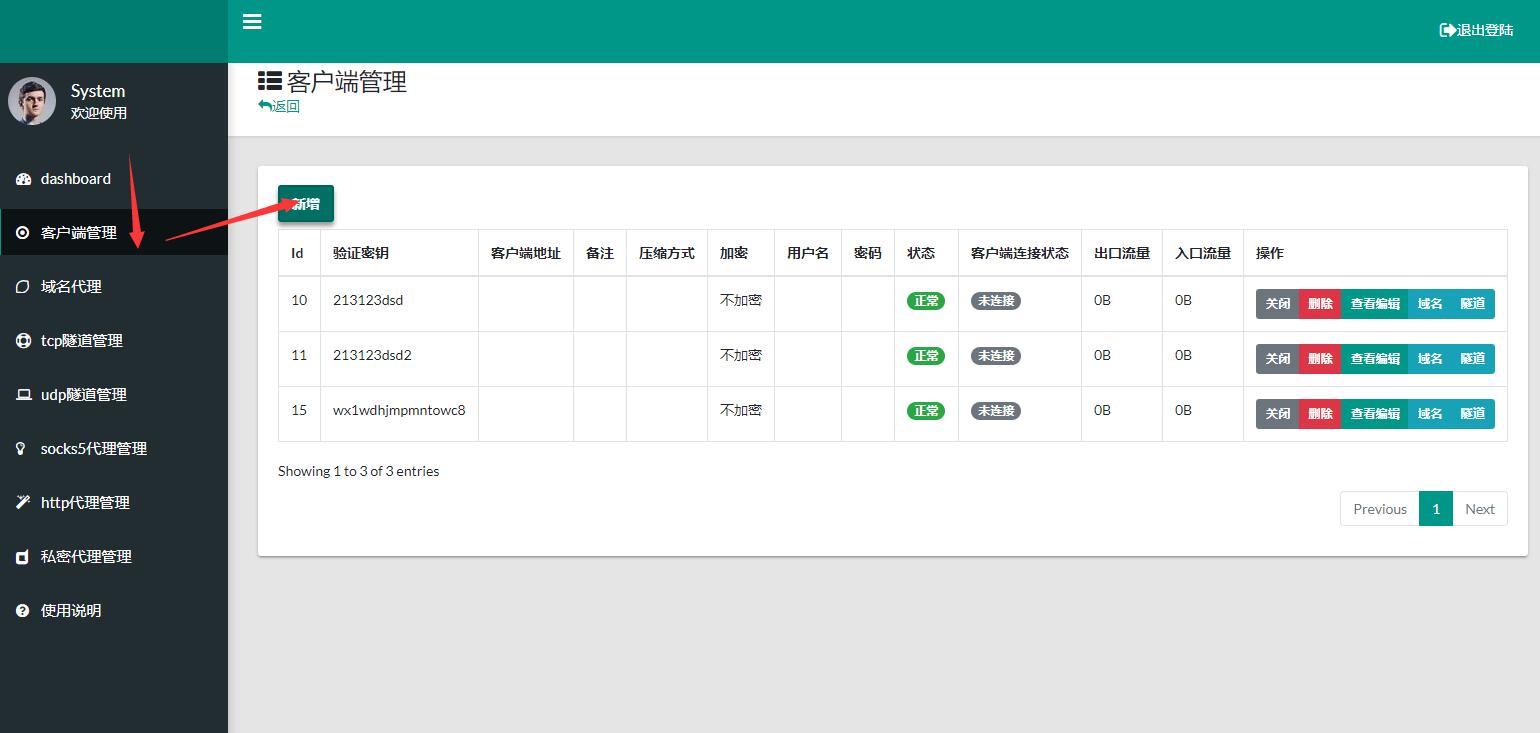 退出登陆
System
欢迎使用
dashboard
客户端管理
域名代理
tcp隧道管理
udp隧道管理
socks5代理管理
http代理管理
私密代理管理
使用说明
客户端管理
返回
新增
Id 验证密钥 客户端地址 备注 压缩方式 加密 用户名 密码 状态 客户端连接状态 出口流量 入口流量 操作
10 213123dsd 不加密 正常 未连接 0B 0B 关闭 删除 查看编辑 域名 隧道
11 213123dsd2 不加密 正常 未连接 0B 0B 关闭 删除 查看编辑 域名 隧道
15 wx1wdhjmpmntowc8 不加密 正常 未连接 0B 0B 关闭 删除 查看编辑 域名 隧道
Showing 1 to 3 of 3 entries
Previous 1 Next